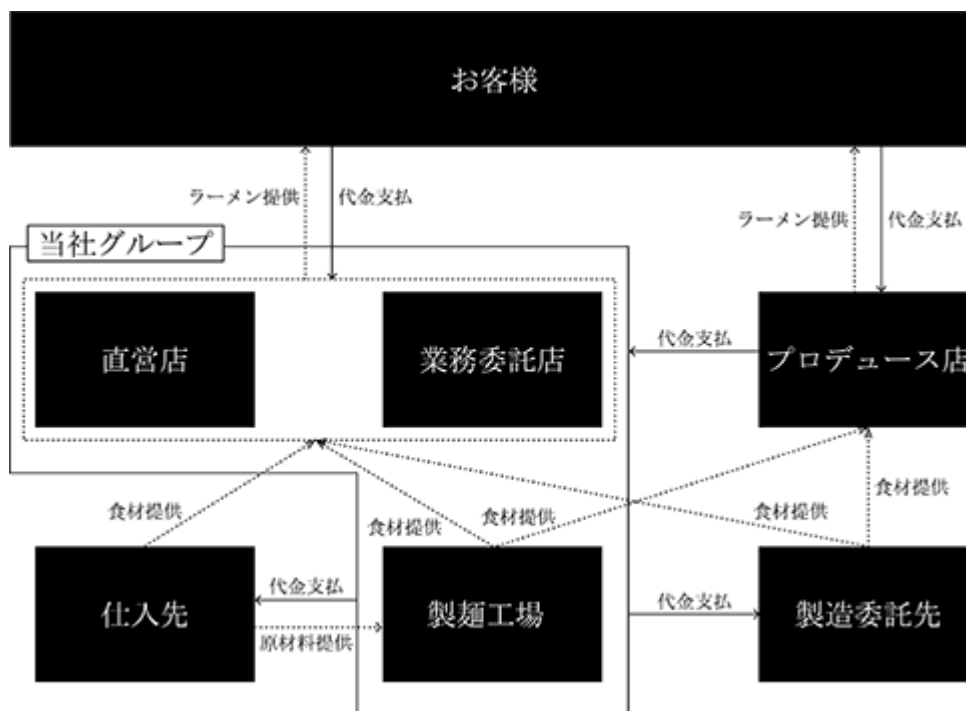 お客様
ラーメン提供
代金支払
ラーメン提供
代金支払
当社グループ
直営店
業務委託店
代金支払
プロデュース店
食材提供
食材提供
食材提供
食材提供
食材提供
仕入先
代金支払
原材料提供
製麺工場
代金支払
製造委託先